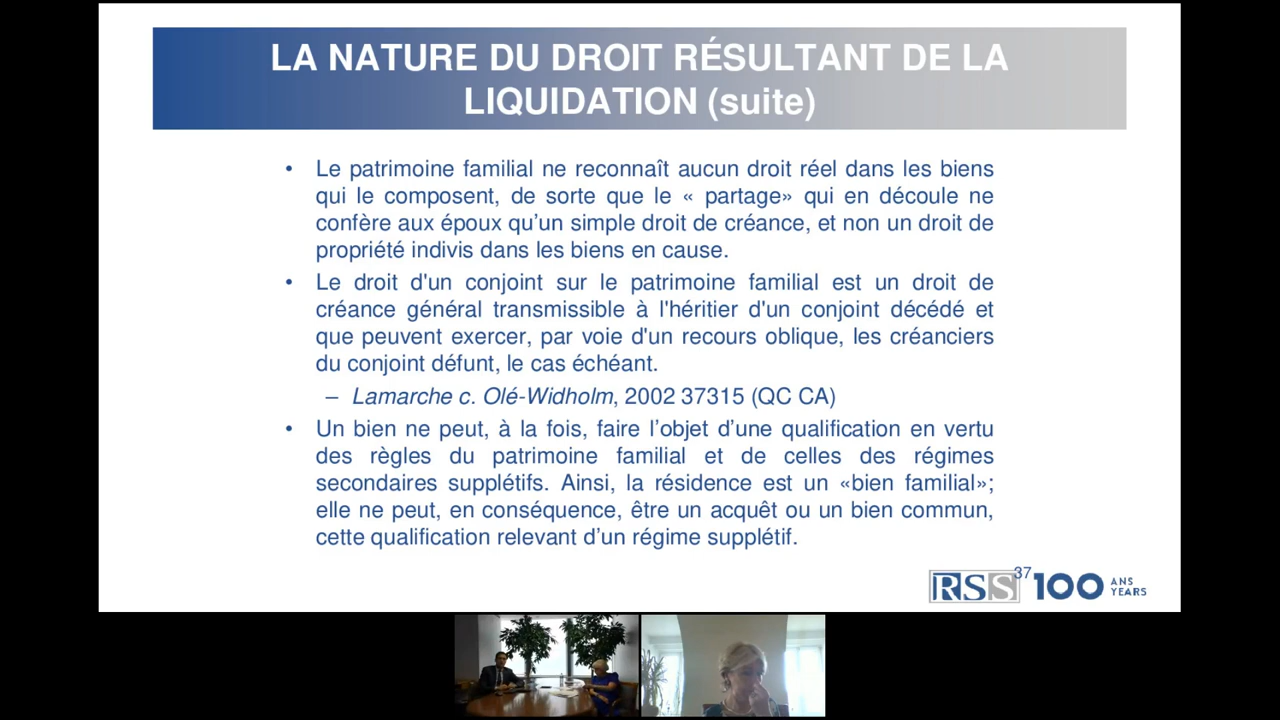 LA NATURE DU DROIT RÉSULTANT DE LA
LIQUIDATION (suite)
• Le patrimoine familial ne reconnaît aucun droit réel dans les biens
qui le composent, de sorte que le « partage» qui en découle ne
confère aux époux qu’un simple droit de créance, et non un droit de
propriété indivis dans les biens en cause.
• Le droit d'un conjoint sur le patrimoine familial est un droit de
créance général transmissible à l'héritier d'un conjoint décédé et
que peuvent exercer, par voie d'un recours oblique, les créanciers
du conjoint défunt, le cas échéant.
– Lamarche c. Olé-Widholm, 2002 37315 (QC CA)
• Un bien ne peut, à la fois, faire l’objet d’une qualification en vertu
des règles du patrimoine familial et de celles des régimes
secondaires supplétifs. Ainsi, la résidence est un «bien familial»;
elle ne peut, en conséquence, être un acquêt ou un bien commun,
cette qualification relevant d’un régime supplétif.
37
RSS 100 ANS
YEARS